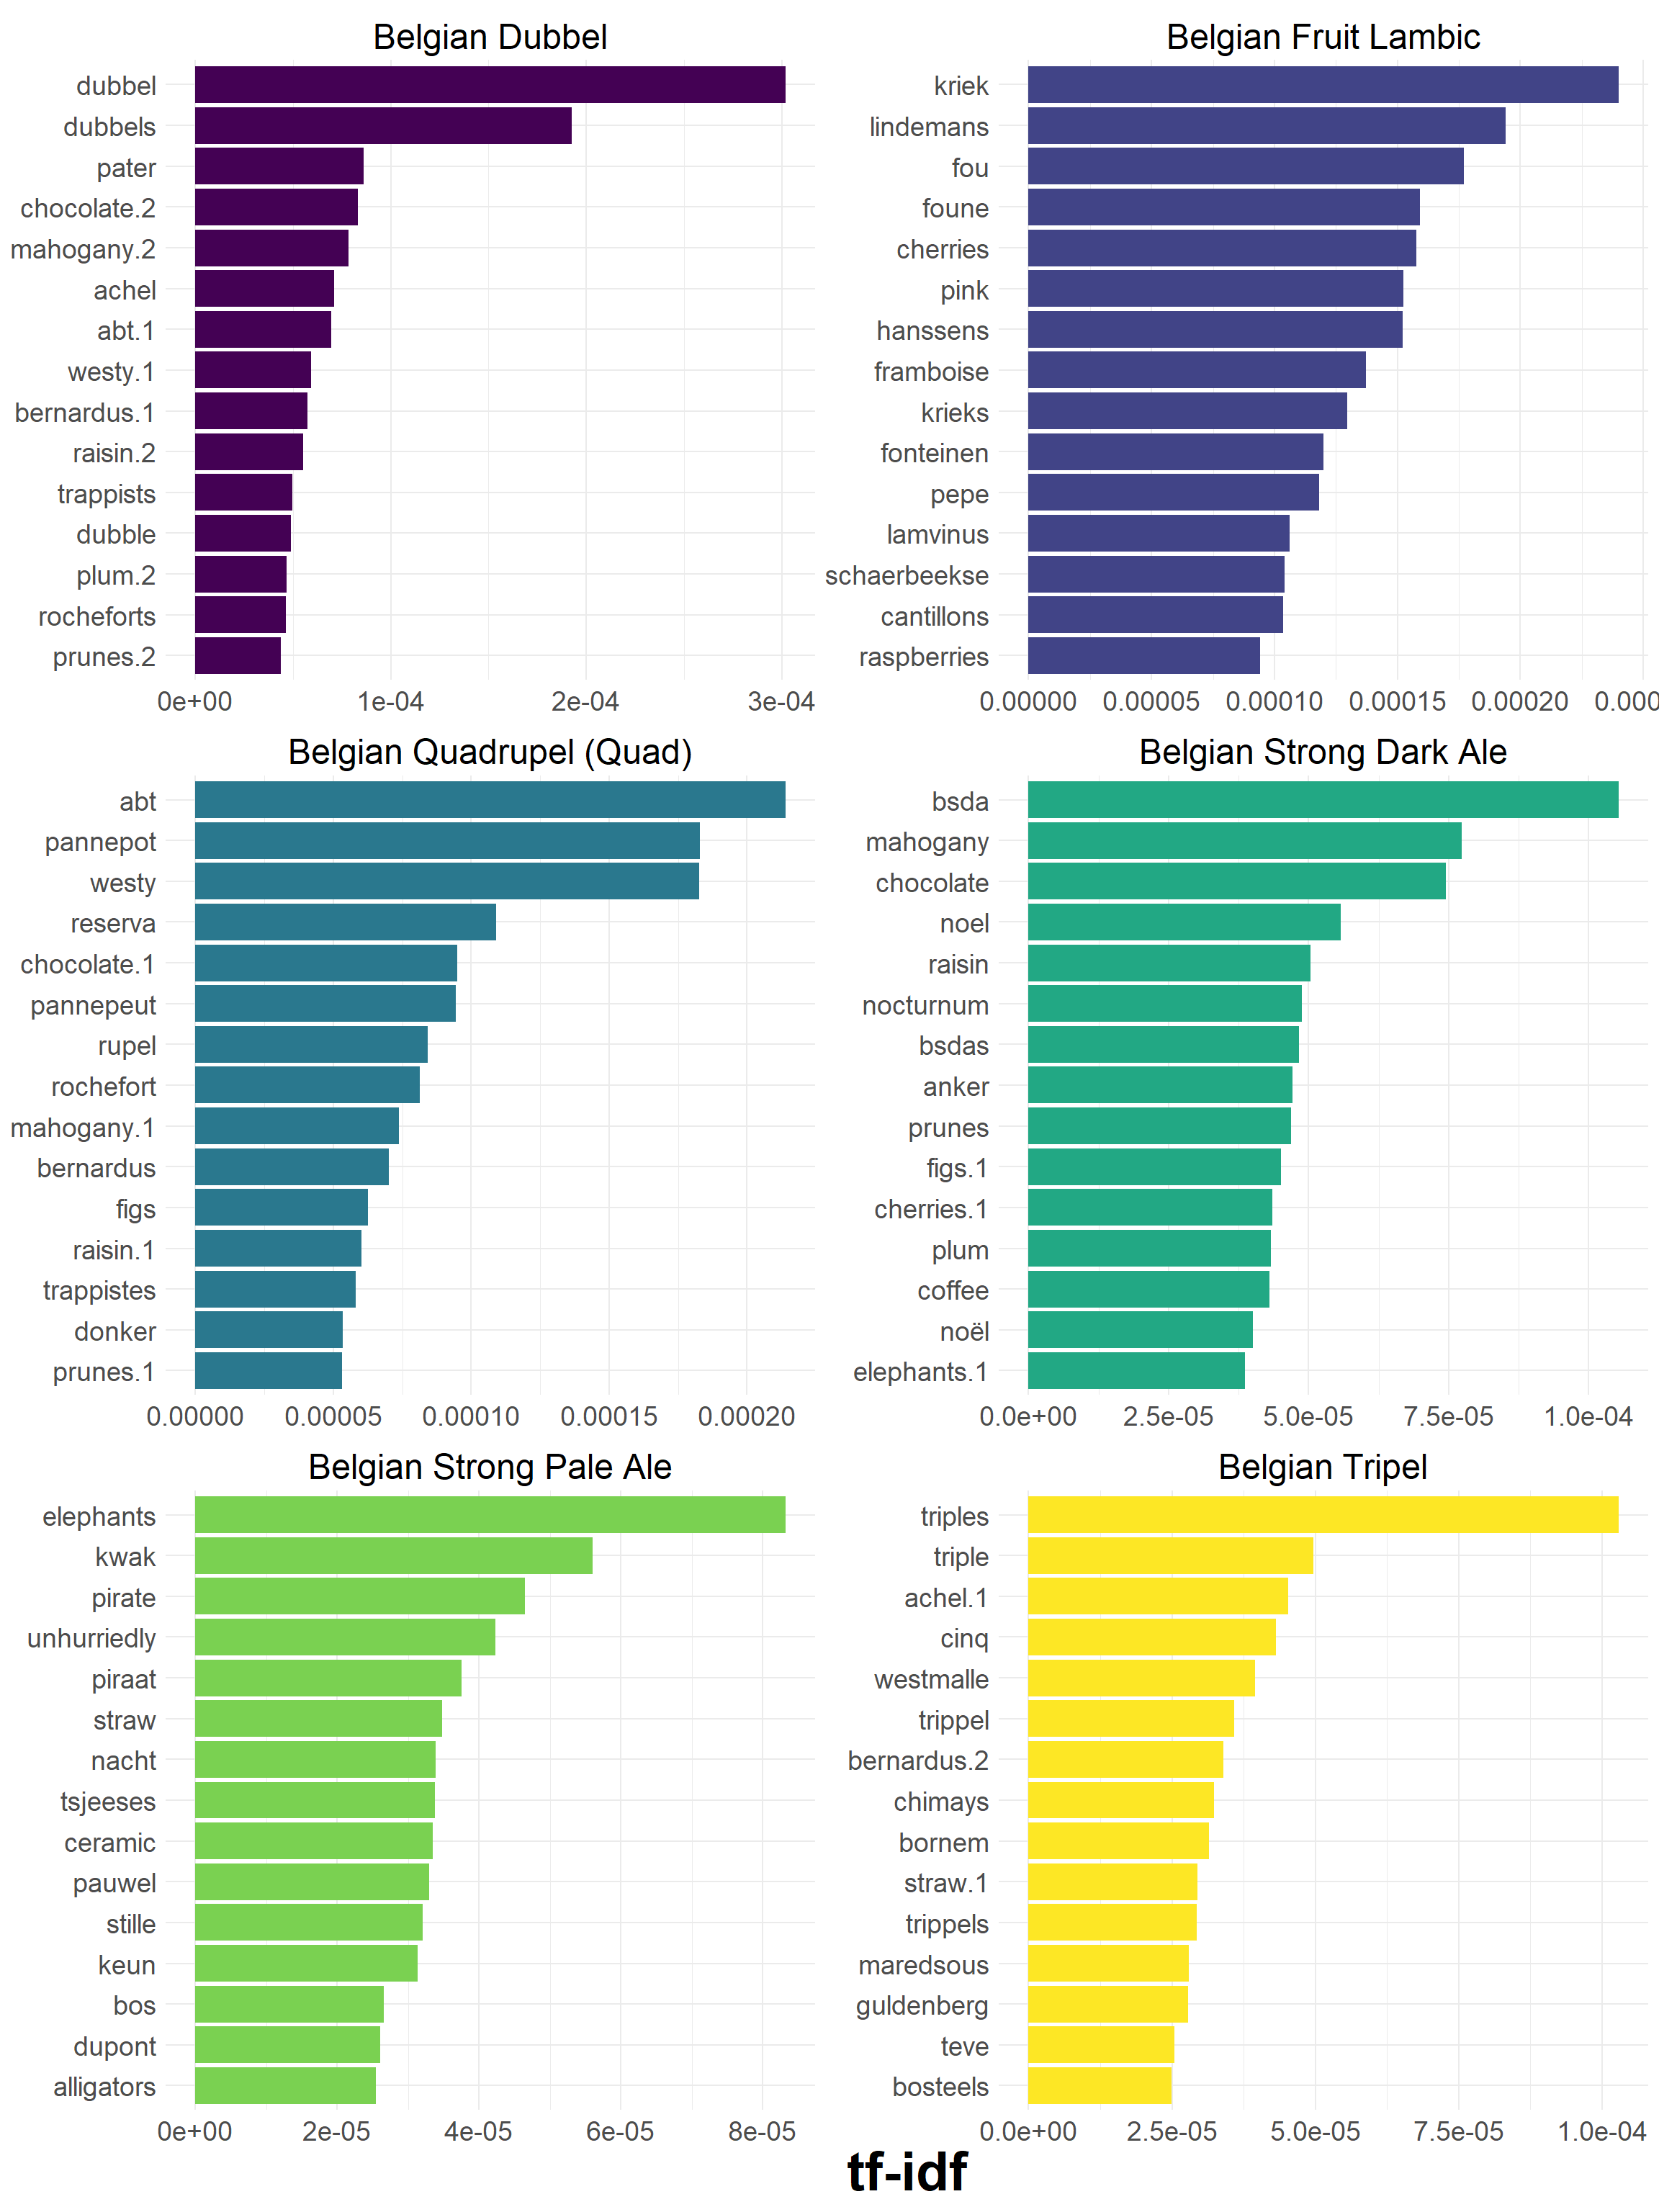 Belgian Dubbel
dubbel
dubbels
pater
chocolate.2
mahogany.2
achel
abt.1
westy.1
bernardus.1
raisin.2
trappists
dubble
plum.2
rocheforts
prunes.2
0e+00 1e-04 2e-04 3e-04
Belgian Fruit Lambic
kriek
lindemans
fou
foune
cherries
pink
hanssens
framboise
krieks
fonteinen
pepe
lamvinus
schaerbeekse
cantillons
raspberries
0.00000 0.00005 0.00010 0.00015 0.00020 0.000
Belgian Quadrupel (Quad)
abt
pannepot
westy
reserva
chocolate.1
pannepeut
rupel
rochefort
mahogany.1
bernardus
figs
raisin.1
trappistes
donker
prunes.1
0.00000 0.00005 0.00010 0.00015 0.00020
Belgian Strong Dark Ale
bsda
mahogany
chocolate
noel
raisin
nocturnum
bsdas
anker
prunes
figs.1
cherries.1
plum
coffee
noël
elephants.1
0.0e+00 2.5e-05 5.0e-05 7.5e-05 1.0e-04
Belgian Strong Pale Ale
elephants
kwak
pirate
unhurriedly
piraat
straw
nacht
tsjeeses
ceramic
pauwel
stille
keun
bos
dupont
alligators
0e+00 2e-05 4e-05 6e-05 8e-05
Belgian Tripel
triples
triple
achel.1
cinq
westmalle
trippel
bernardus.2
chimays
bornem
straw.1
trippels
maredsous
guldenberg
teve
bosteels
0.0e+00 2.5e-05 5.0e-05 7.5e-05 1.0e-04
tf-idf